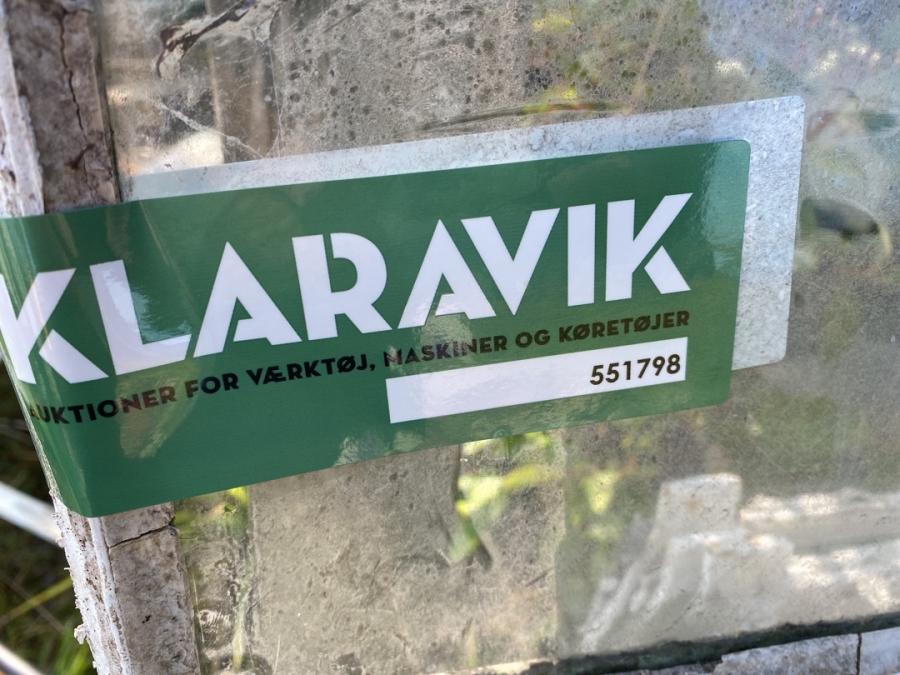 KLARAVIK
AUKTIONER FOR VÆRKTØJ, MASKINER OG KØRETØJER
551798